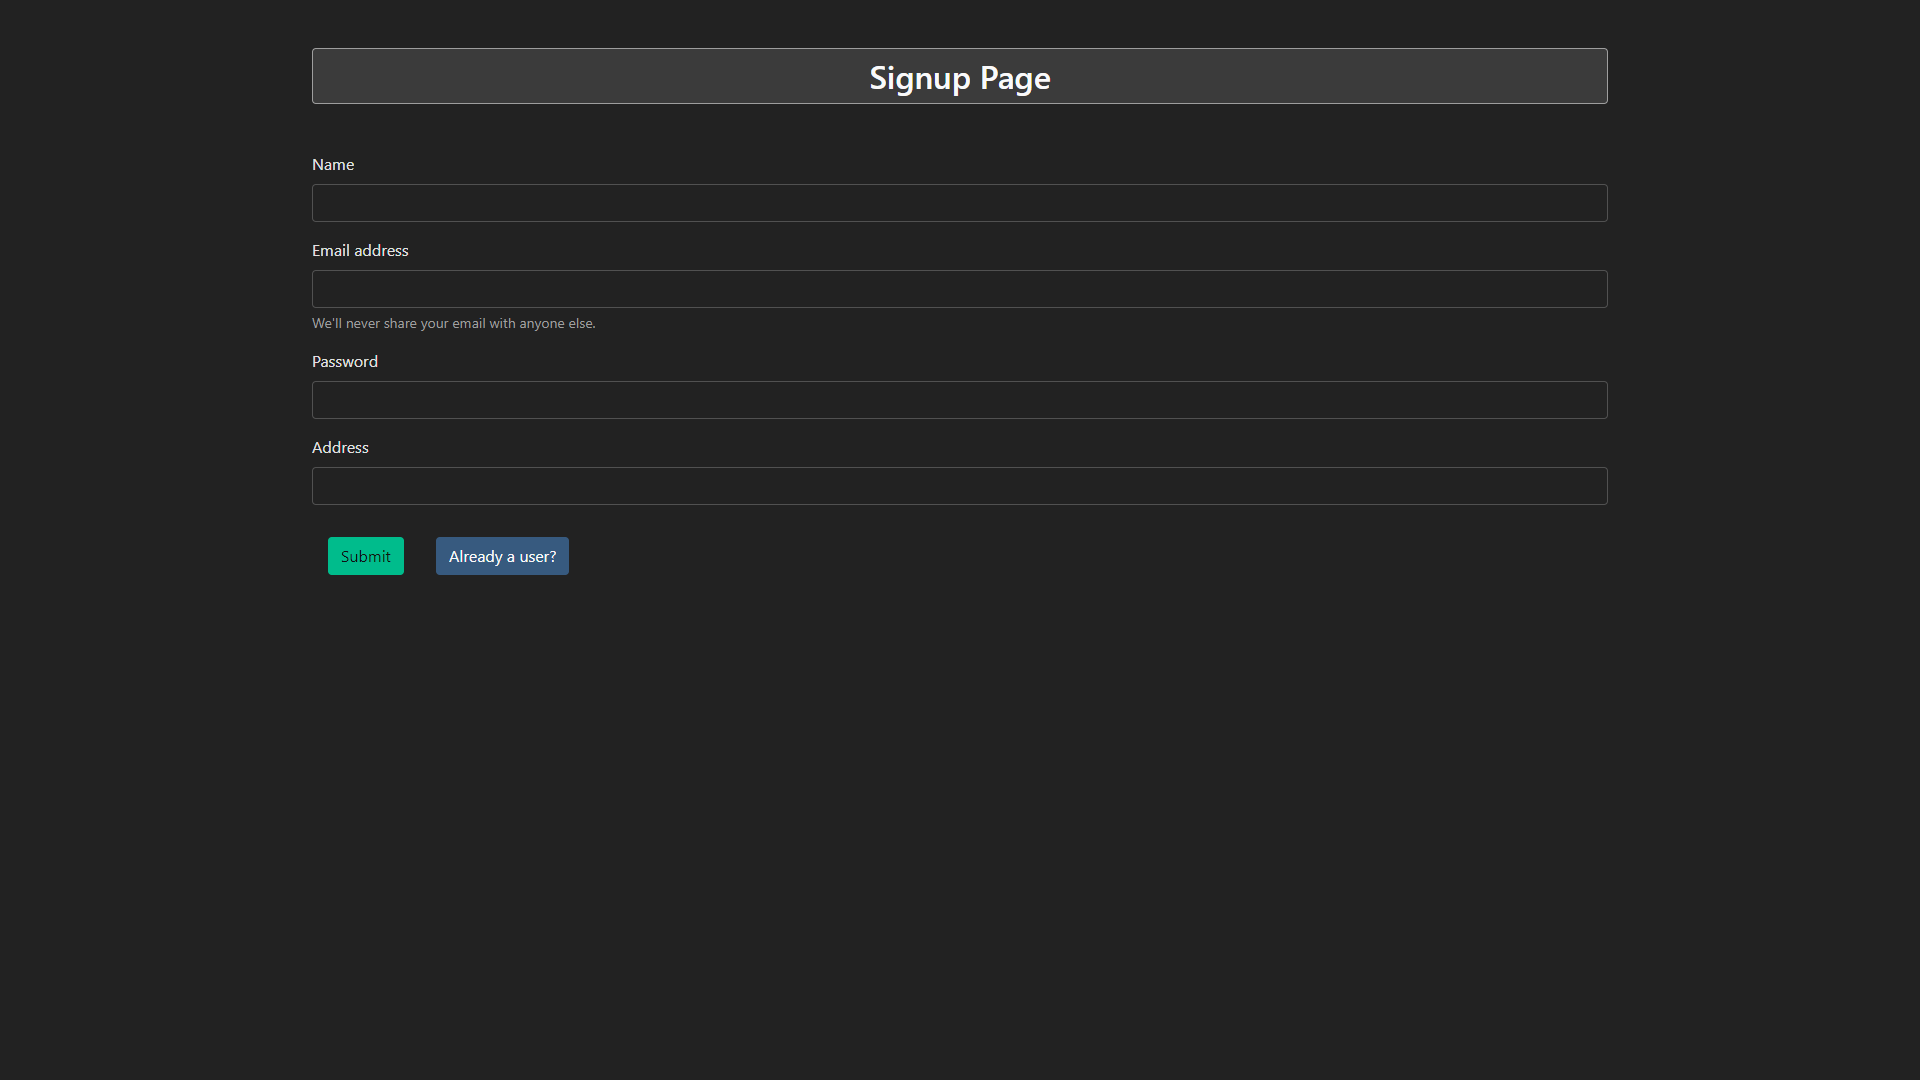 Signup Page
Name
Email address
We'll never share your email with anyone else.
Password
Address
Submit
Already a user?